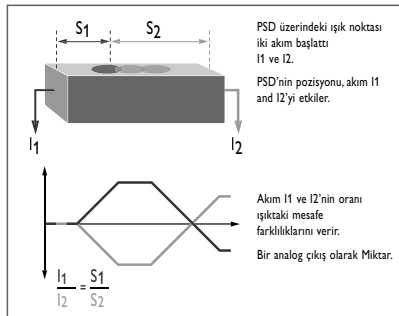 S1
S2
PSD üzerindeki ışık noktası
iki akım başlattı
I1 ve I2.
PSD'nin pozisyonu, akım I1
and I2'yi etkiler.
I1
I2
Akım I1 ve I2'nin oranı
ışıktaki mesafe
farklılıklarını verir.
Bir analog çıkış olarak Miktar.
I1 / I2 = S1 / S2